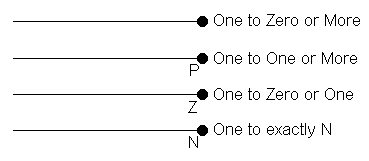 One to Zero or More
One to One or More
P
One to Zero or One
Z
One to exactly N
N